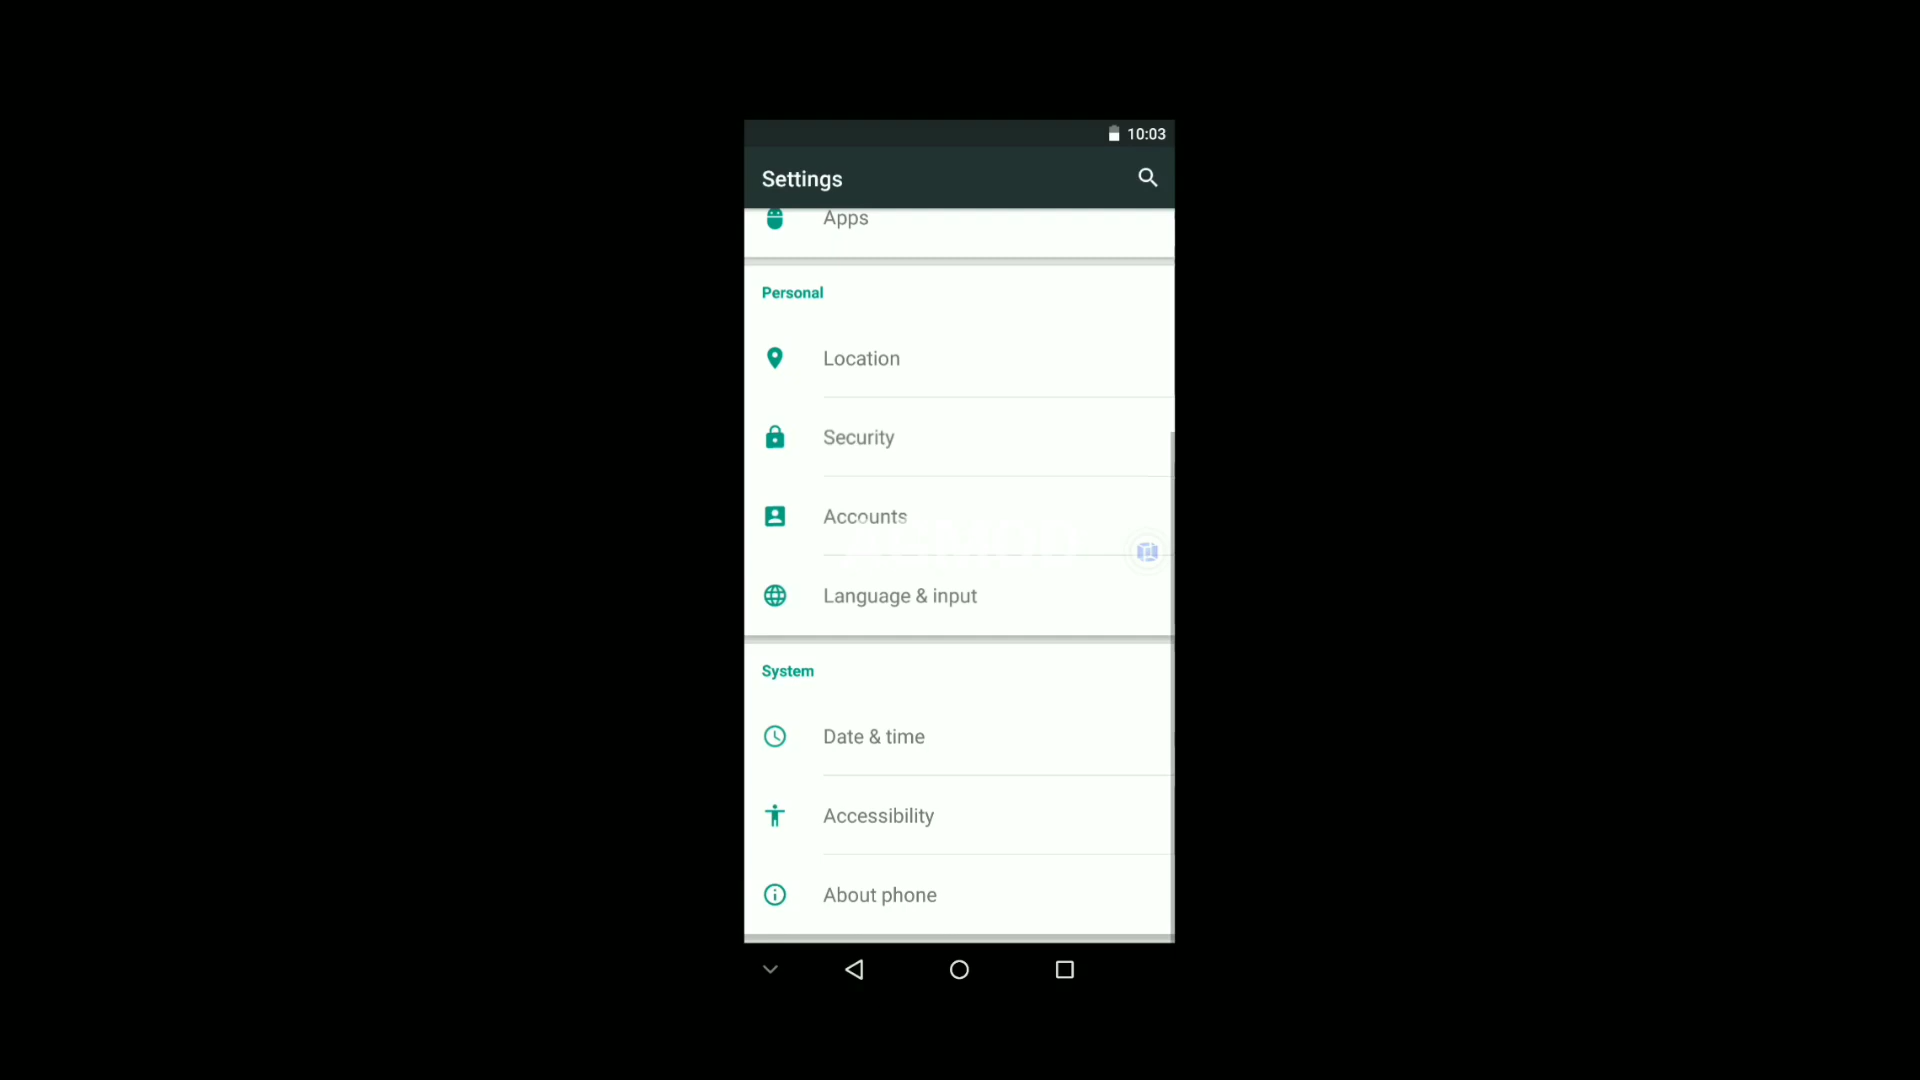 10:03
Settings
Apps
Personal
Location
Security
Accounts
Language & input
System
Date & time
Accessibility
About phone